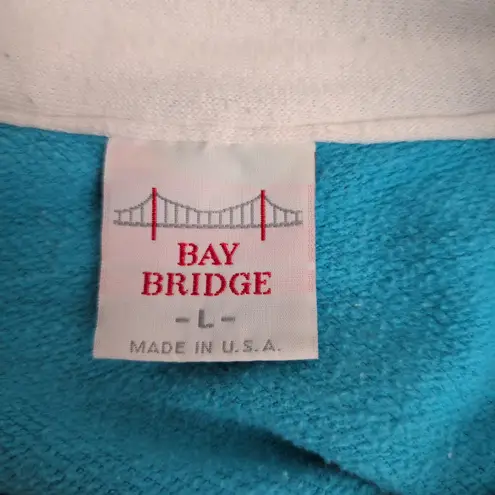 BAY
BRIDGE
- L -
MADE IN U.S.A.